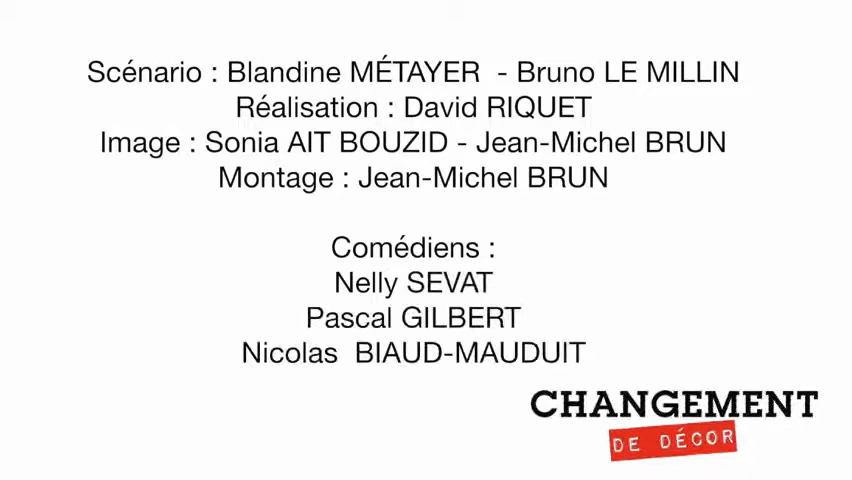 Scénario : Blandine MÉTAYER - Bruno LE MILLIN
Réalisation : David RIQUET
Image : Sonia AIT BOUZID - Jean-Michel BRUN
Montage : Jean-Michel BRUN
Comédiens :
Nelly SEVAT
Pascal GILBERT
Nicolas BIAUD-MAUDUIT
CHANGEMENT
DE DÉCOR